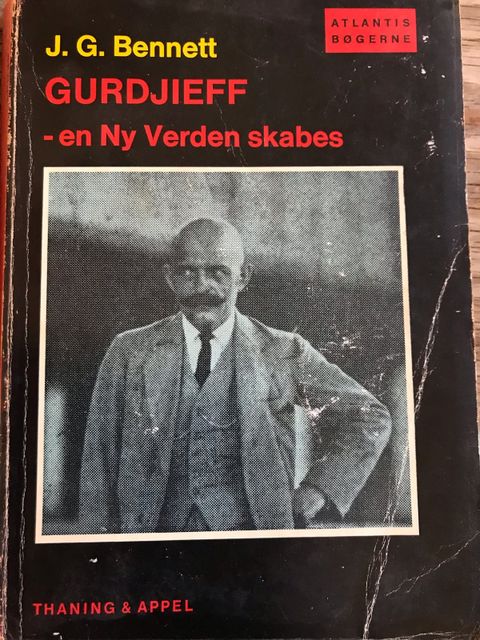 J. G. Bennett
ATLANTIS
BØGERNE
GURDJIEFF
- en Ny Verden skabes
THANING & APPEL